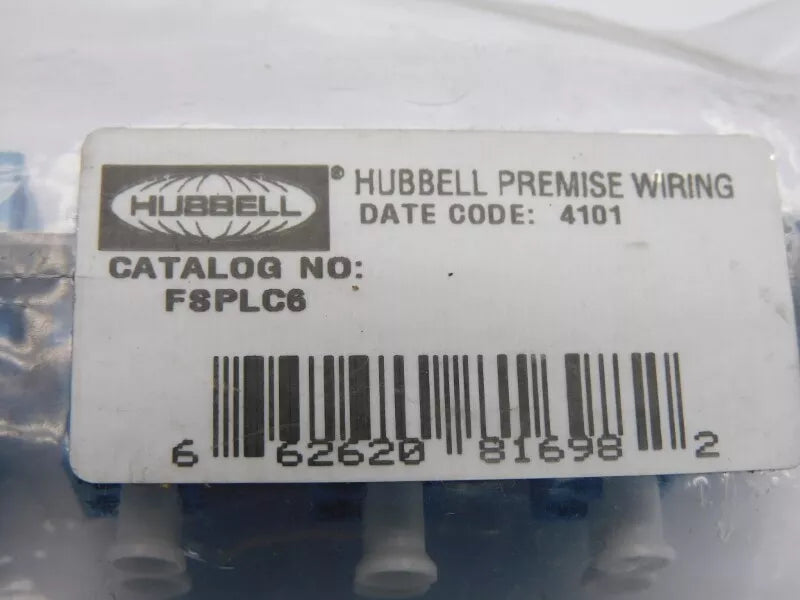 HUBBELL® HUBBELL PREMISE WIRING
DATE CODE: 4101
CATALOG NO:
FSPLC6
6 62620 81698 2